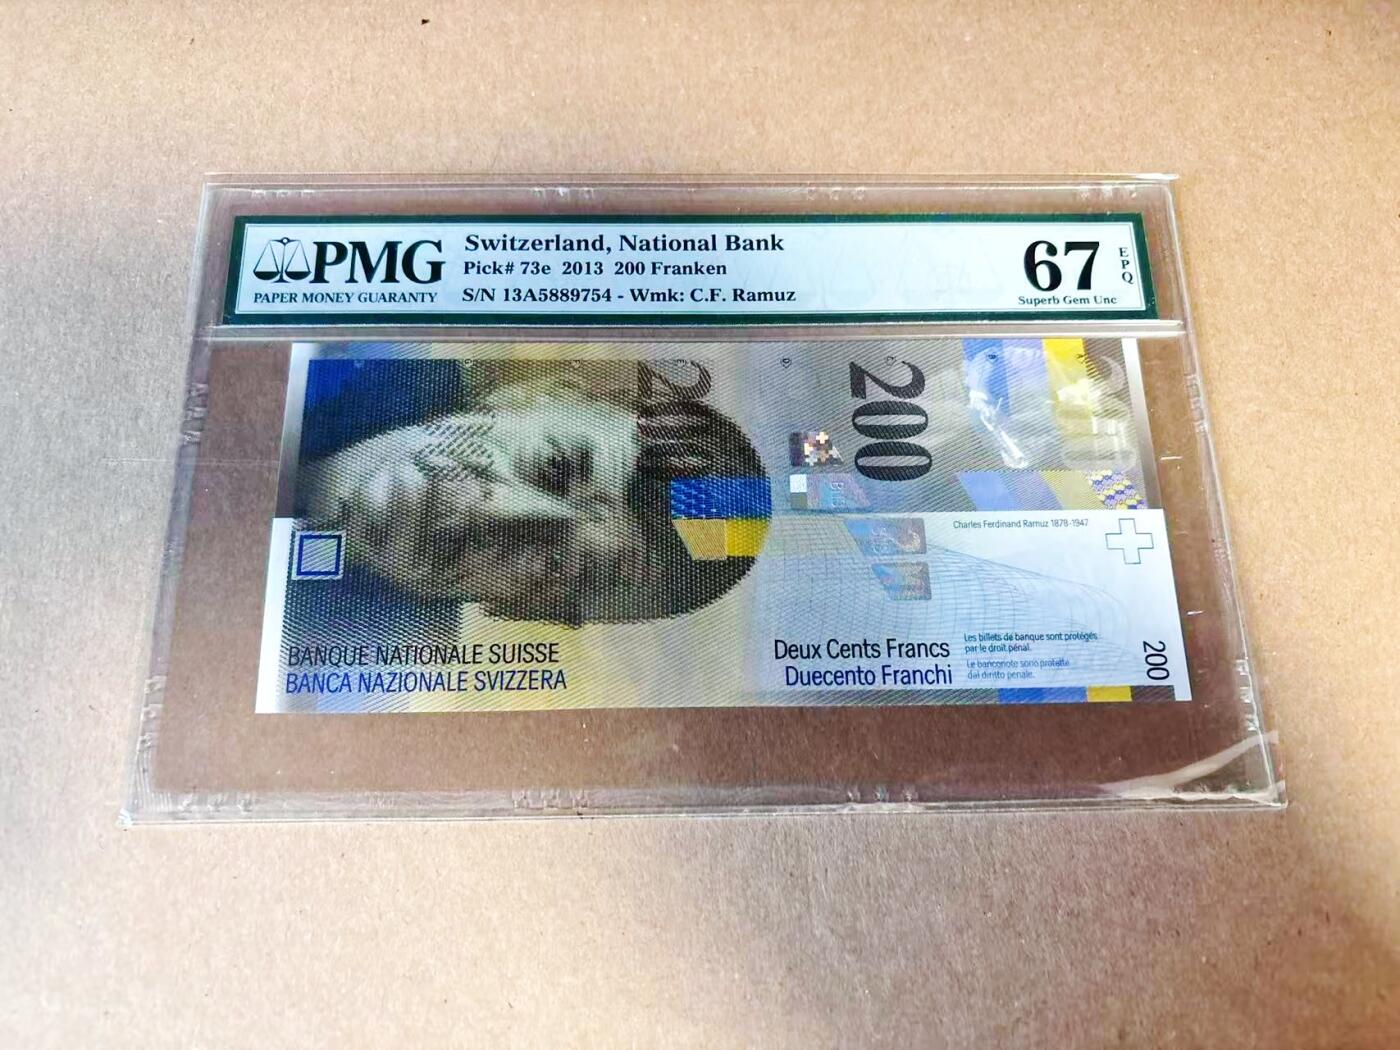 PMG
PAPER MONEY GUARANTY
Switzerland, National Bank
Pick# 73e 2013 200 Franken
S/N 13A5889754 - Wmk: C.F. Ramuz
67
EPQ
Superb Gem Unc
200
200
Charles Ferdinand Ramuz 1878-1947
BANQUE NATIONALE SUISSE
BANCA NAZIONALE SVIZZERA
Deux Cents Francs
Duecento Franchi
Les billets de banque sont protégés
par le droit pénal.
Le banconote sono protette
dal diritto penale.
200